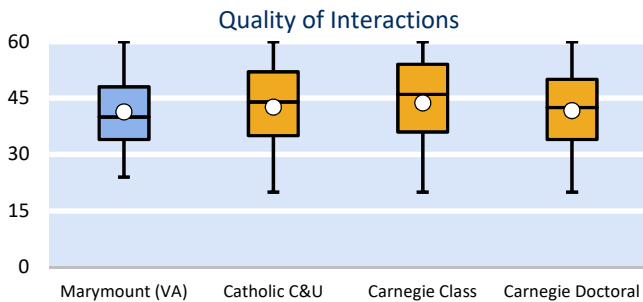 Quality of Interactions
60
45
30
15
0
Marymount (VA) Catholic C&U Carnegie Class Carnegie Doctoral